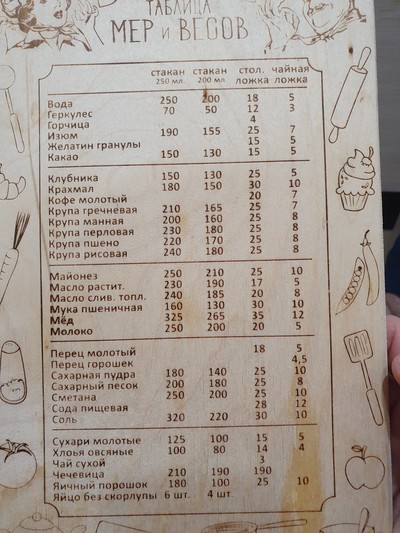 ТАБЛИЦА
МЕР и ВЕСОВ
стакан стакан стол. чайная
250 мл. 200 мл. ложка ложка
Вода 250 200 18 5
Геркулес 70 50 12 3
Горчица 4
Изюм 190 155 25 7
Желатин гранулы 15 5
Какао 150 130 15 5
Клубника 150 130 25 5
Крахмал 180 150 30 10
Кофе молотый 20 7
Крупа гречневая 210 165 25 7
Крупа манная 200 160 25 8
Крупа перловая 230 180 25 8
Крупа пшено 220 170 25 8
Крупа рисовая 240 180 25 8
Майонез 250 210 25 10
Масло растит. 230 190 17 5
Масло слив. топл. 240 185 20 8
Мука пшеничная 160 130 30 10
Мёд 325 265 35 12
Молоко 250 200 20 5
Перец молотый 18 5
Перец горошек 4,5
Сахарная пудра 180 140 25 10
Сахарный песок 200 180 25 8
Сметана 250 200 25 10
Сода пищевая 28 12
Соль 320 220 30 10
Сухари молотые 125 100 15 5
Хлоья овсяные 100 80 14 4
Чай сухой 3
Чечевица 210 190 190
Яичный порошок 180 100 25 10
Яйцо без скорлупы 6 шт. 4 шт.